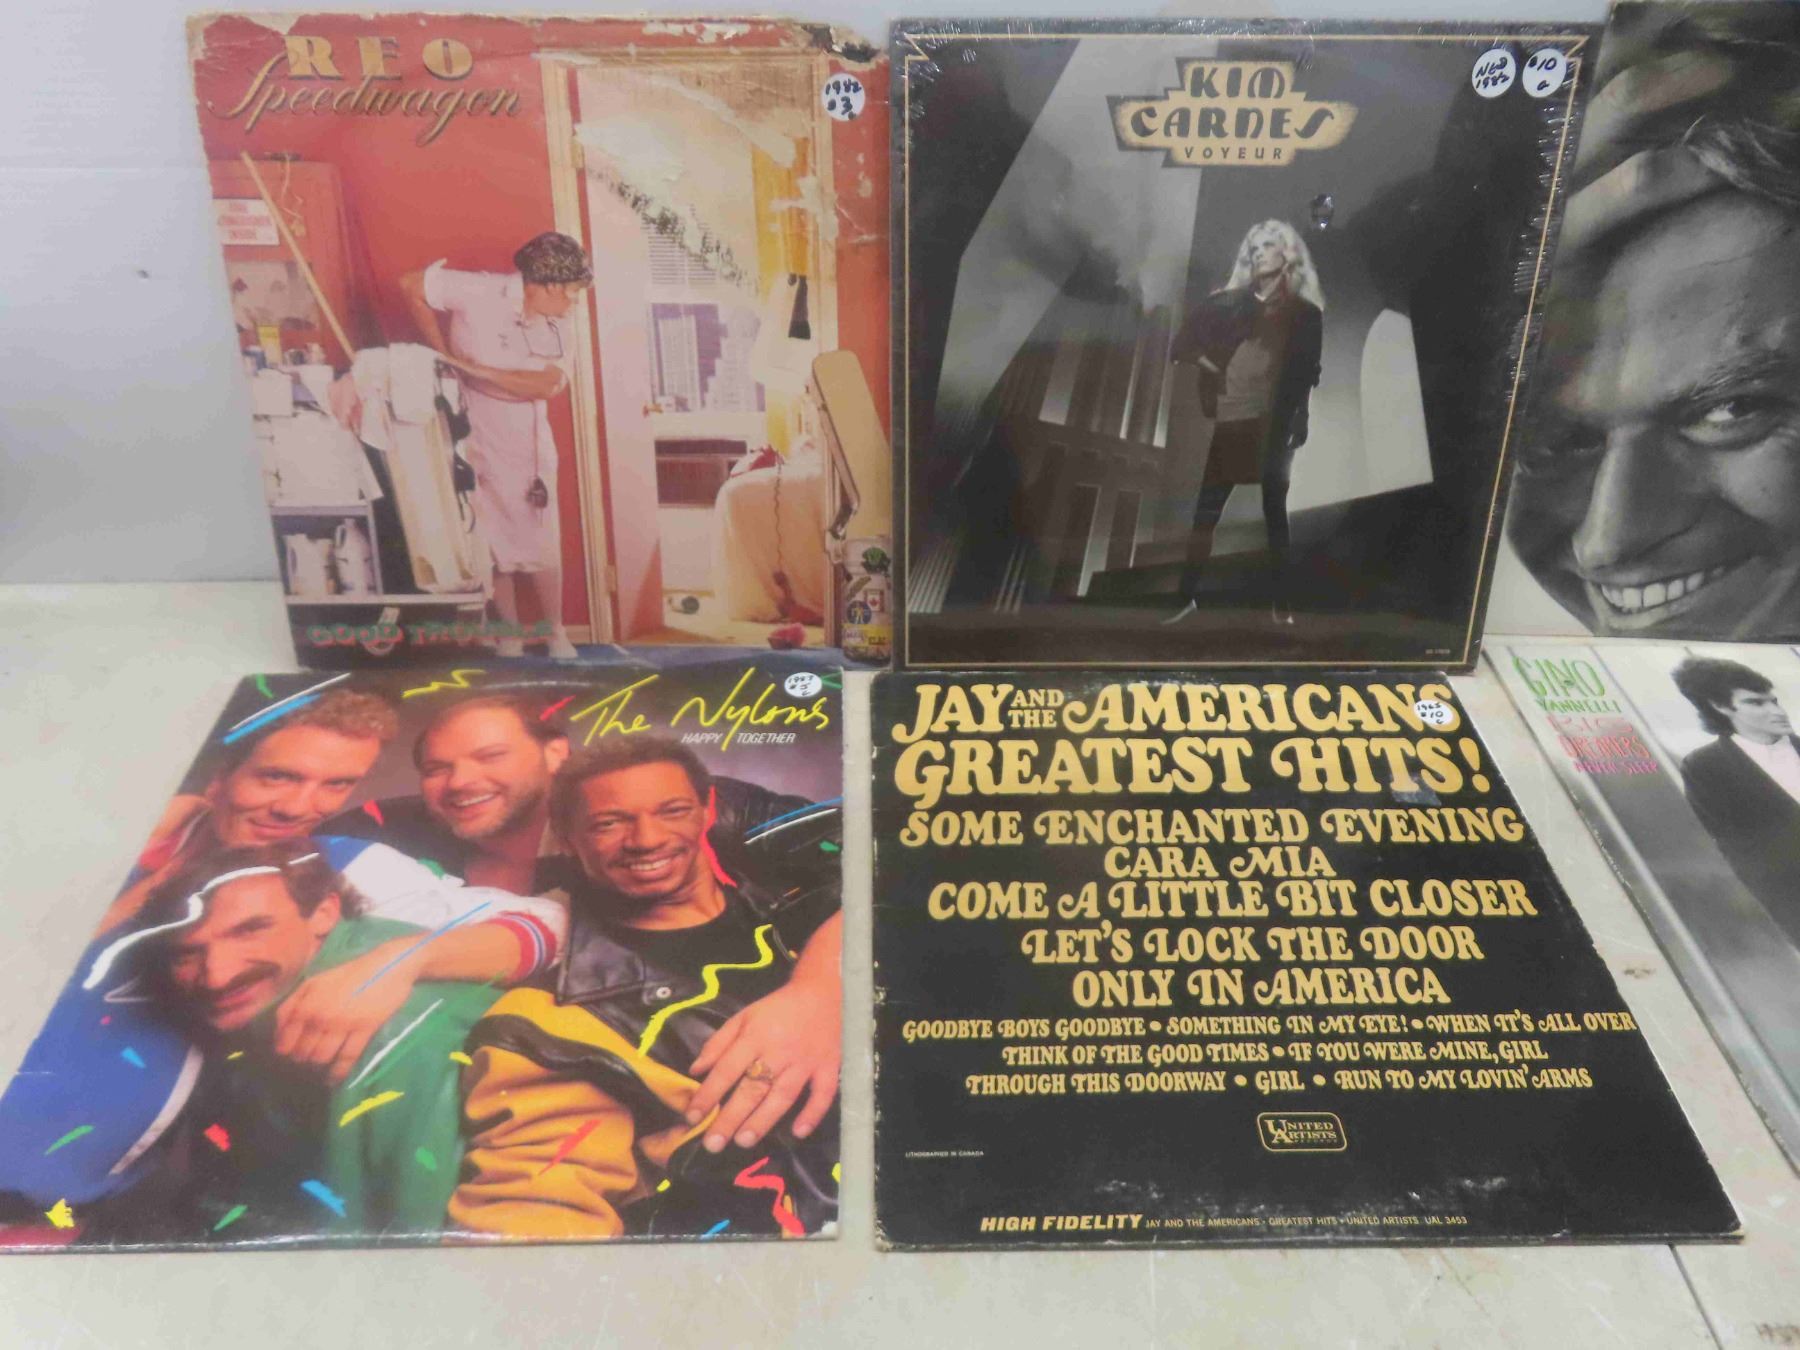 REO
Speedwagon
1982
$3
GOOD TROUBLE
KIM
CARNES
VOYEUR
1982
$10
G
The Nylons
HAPPY TOGETHER
1987
$5
G
JAY AND THE AMERICANS
GREATEST HITS!
1965
$10
G
SOME ENCHANTED EVENING
CARA MIA
COME A LITTLE BIT CLOSER
LET'S LOCK THE DOOR
ONLY IN AMERICA
GOODBYE BOYS GOODBYE • SOMETHING IN MY EYE! • WHEN IT'S ALL OVER
THINK OF THE GOOD TIMES • IF YOU WERE MINE, GIRL
THROUGH THIS DOORWAY • GIRL • RUN TO MY LOVIN' ARMS
UNITED
ARTISTS
RECORDS
LITHOGRAPHED IN CANADA
HIGH FIDELITY JAY AND THE AMERICANS • GREATEST HITS • UNITED ARTISTS UAL 3453
GINO
VANNELLI
BIG
DREAMERS
NEVER SLEEP